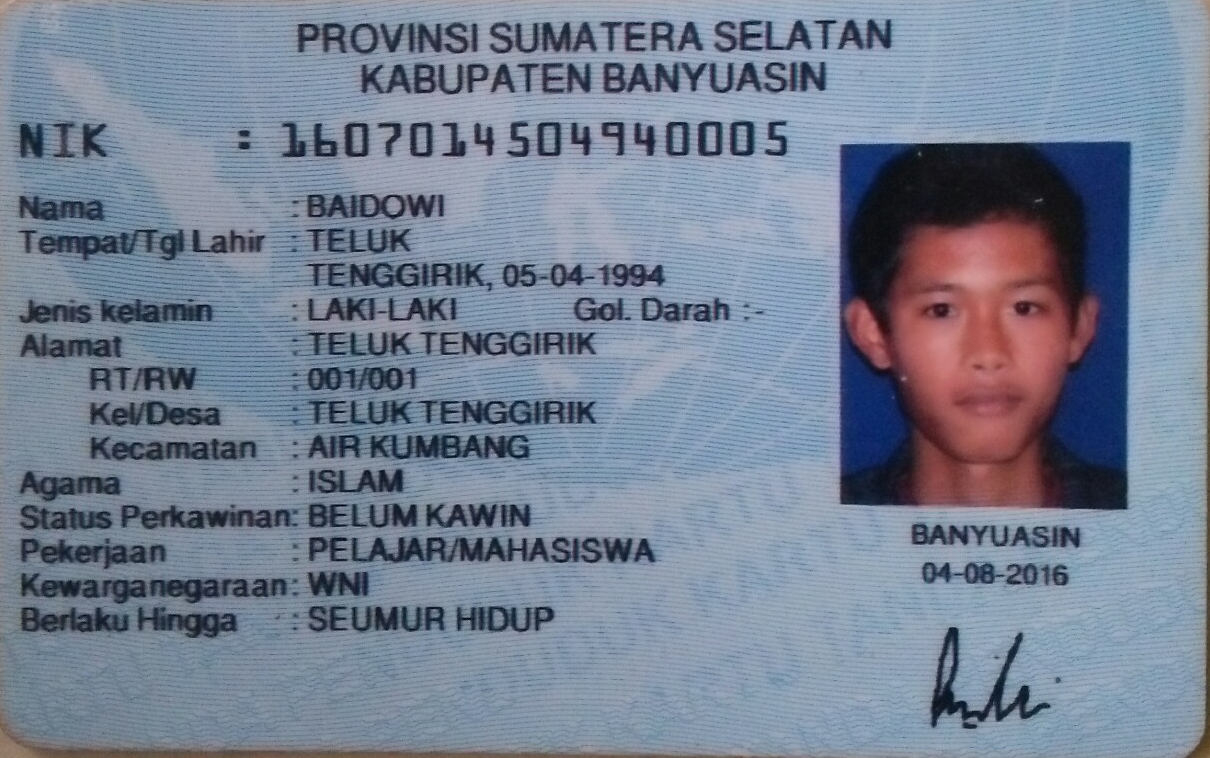 PROVINSI SUMATERA SELATAN
KABUPATEN BANYUASIN
NIK : 1607014504940005
Nama : BAIDOWI
Tempat/Tgl Lahir : TELUK
TENGGIRIK, 05-04-1994
Jenis kelamin : LAKI-LAKI Gol. Darah :-
Alamat : TELUK TENGGIRIK
RT/RW : 001/001
Kel/Desa : TELUK TENGGIRIK
Kecamatan : AIR KUMBANG
Agama : ISLAM
Status Perkawinan: BELUM KAWIN
Pekerjaan : PELAJAR/MAHASISWA
Kewarganegaraan: WNI
Berlaku Hingga : SEUMUR HIDUP
BANYUASIN
04-08-2016